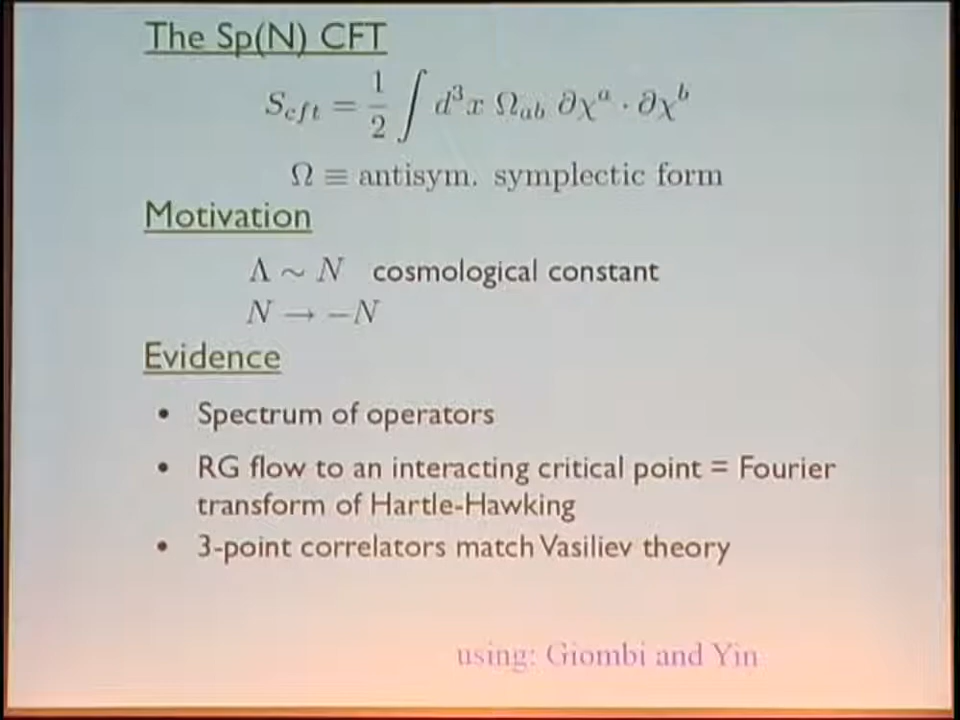 The Sp(N) CFT
S_{cft} = \frac{1}{2} \int d^3x \Omega_{ab} \partial\chi^a \cdot \partial\chi^b
Ω ≡ antisym. symplectic form
Motivation
Λ ~ N cosmological constant
N → −N
Evidence
• Spectrum of operators
• RG flow to an interacting critical point = Fourier
transform of Hartle-Hawking
• 3-point correlators match Vasiliev theory
using: Giombi and Yin